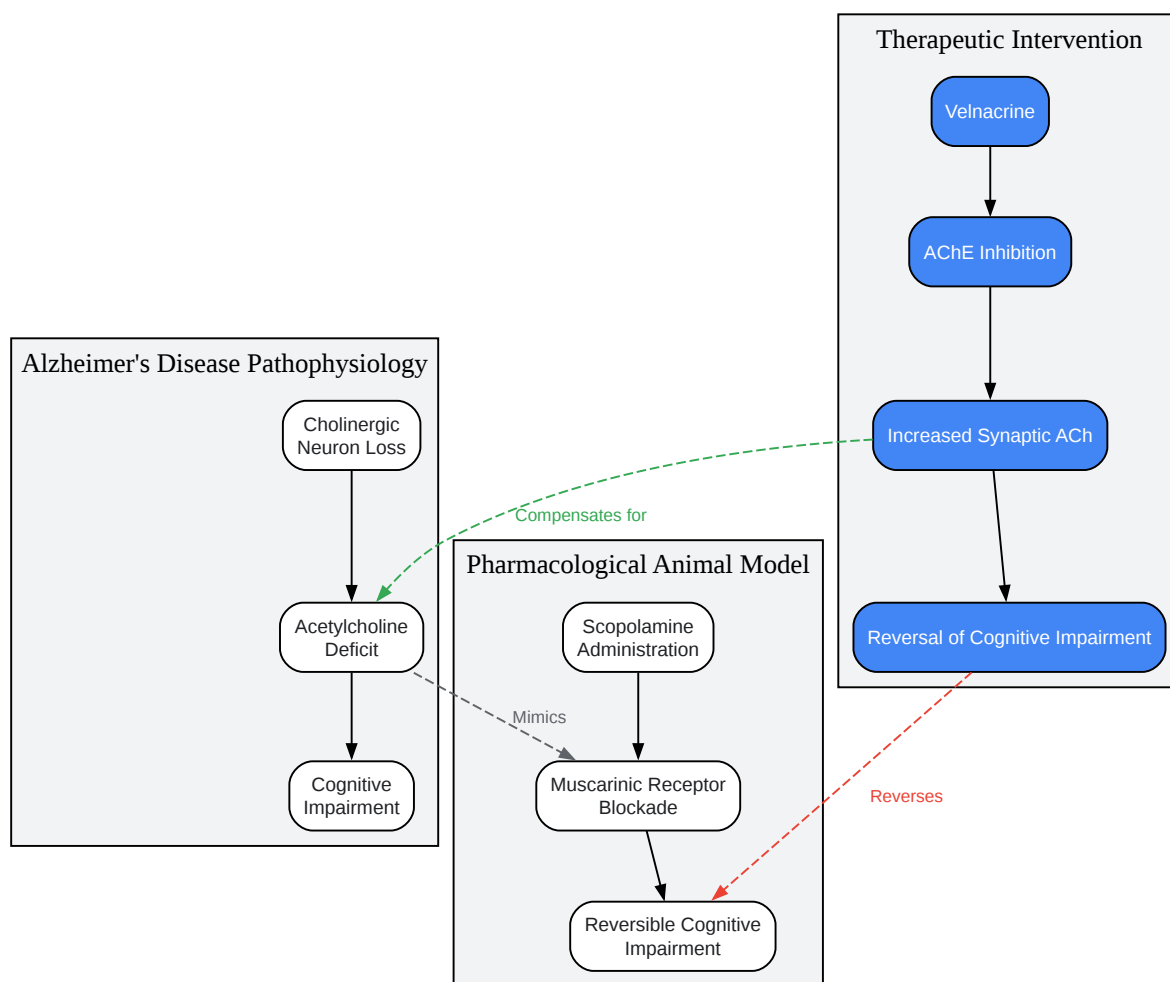 Therapeutic Intervention
Velnacrine
AChE Inhibition
Increased Synaptic ACh
Reversal of Cognitive Impairment
Alzheimer's Disease Pathophysiology
Cholinergic
Neuron Loss
Acetylcholine
Deficit
Cognitive
Impairment
Compensates for
Mimics
Pharmacological Animal Model
Scopolamine
Administration
Muscarinic Receptor
Blockade
Reversible Cognitive
Impairment
Reverses